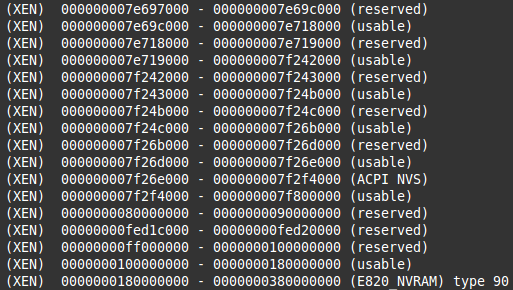 (XEN)  000000007e697000 - 000000007e69c000 (reserved)
(XEN)  000000007e69c000 - 000000007e718000 (usable)
(XEN)  000000007e718000 - 000000007e719000 (reserved)
(XEN)  000000007e719000 - 000000007f242000 (usable)
(XEN)  000000007f242000 - 000000007f243000 (reserved)
(XEN)  000000007f243000 - 000000007f24b000 (usable)
(XEN)  000000007f24b000 - 000000007f24c000 (reserved)
(XEN)  000000007f24c000 - 000000007f26b000 (usable)
(XEN)  000000007f26b000 - 000000007f26d000 (reserved)
(XEN)  000000007f26d000 - 000000007f26e000 (usable)
(XEN)  000000007f26e000 - 000000007f2f4000 (ACPI NVS)
(XEN)  000000007f2f4000 - 000000007f800000 (usable)
(XEN)  0000000080000000 - 0000000090000000 (reserved)
(XEN)  00000000fed1c000 - 00000000fed20000 (reserved)
(XEN)  00000000ff000000 - 0000000100000000 (reserved)
(XEN)  0000000100000000 - 0000000180000000 (usable)
(XEN)  0000000180000000 - 0000000380000000 (E820_NVRAM) type 90